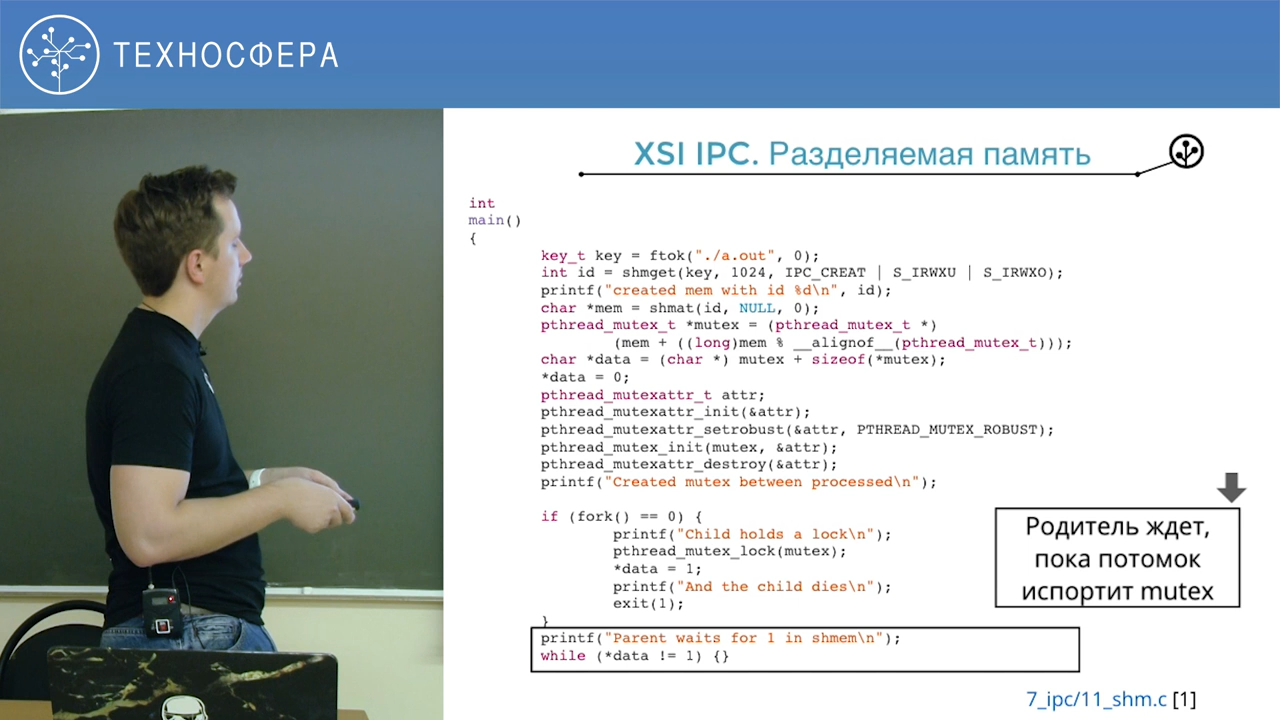 ТЕХНОСФЕРА
XSI IPC. Разделяемая память
int
main()
{
key_t key = ftok("./a.out", 0);
int id = shmget(key, 1024, IPC_CREAT | S_IRWXU | S_IRWXO);
printf("created mem with id %d\n", id);
char *mem = shmat(id, NULL, 0);
pthread_mutex_t *mutex = (pthread_mutex_t *)
(mem + ((long)mem % __alignof__(pthread_mutex_t)));
char *data = (char *) mutex + sizeof(*mutex);
*data = 0;
pthread_mutexattr_t attr;
pthread_mutexattr_init(&attr);
pthread_mutexattr_setrobust(&attr, PTHREAD_MUTEX_ROBUST);
pthread_mutex_init(mutex, &attr);
pthread_mutexattr_destroy(&attr);
printf("Created mutex between processed\n");
if (fork() == 0) {
printf("Child holds a lock\n");
pthread_mutex_lock(mutex);
*data = 1;
printf("And the child dies\n");
exit(1);
}
printf("Parent waits for 1 in shmem\n");
while (*data != 1) {}
Родитель ждет,
пока потомок
испортит mutex
7_ipc/11_shm.c [1]